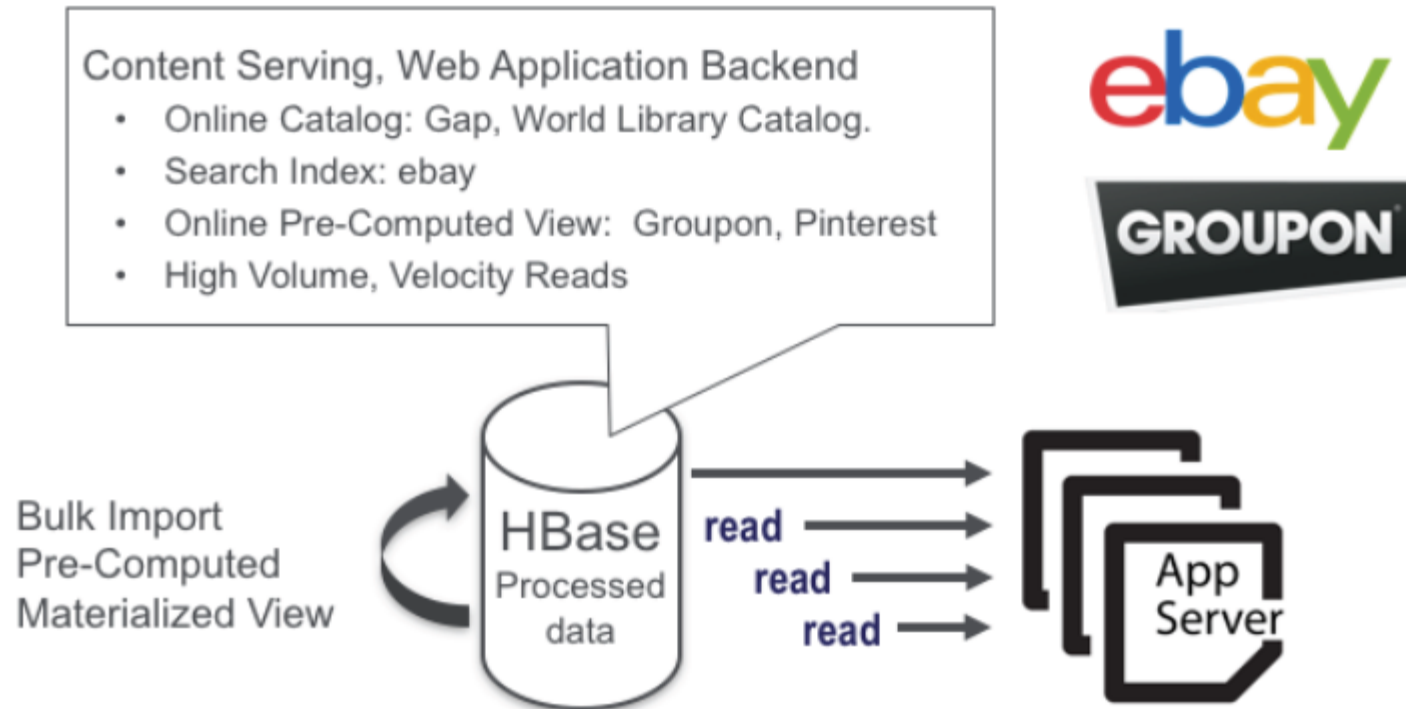 Content Serving, Web Application Backend
• Online Catalog: Gap, World Library Catalog.
• Search Index: ebay
• Online Pre-Computed View: Groupon, Pinterest
• High Volume, Velocity Reads
ebay
GROUPON
Bulk Import
Pre-Computed
Materialized View
HBase
Processed
data
read
read
read
App
Server